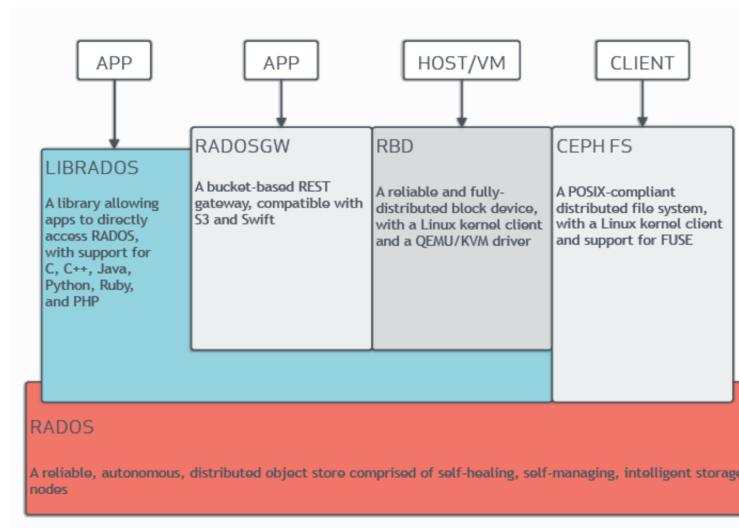 APP
APP
HOST/VM
CLIENT
LIBRADOS
A library allowing
apps to directly
access RADOS,
with support for
C, C++, Java,
Python, Ruby,
and PHP
RADOSGW
A bucket-based REST
gateway, compatible with
S3 and Swift
RBD
A reliable and fully-
distributed block device,
with a Linux kernel client
and a QEMU/KVM driver
CEPH FS
A POSIX-compliant
distributed file system,
with a Linux kernel client
and support for FUSE
RADOS
A reliable, autonomous, distributed object store comprised of self-healing, self-managing, intelligent storage
nodes